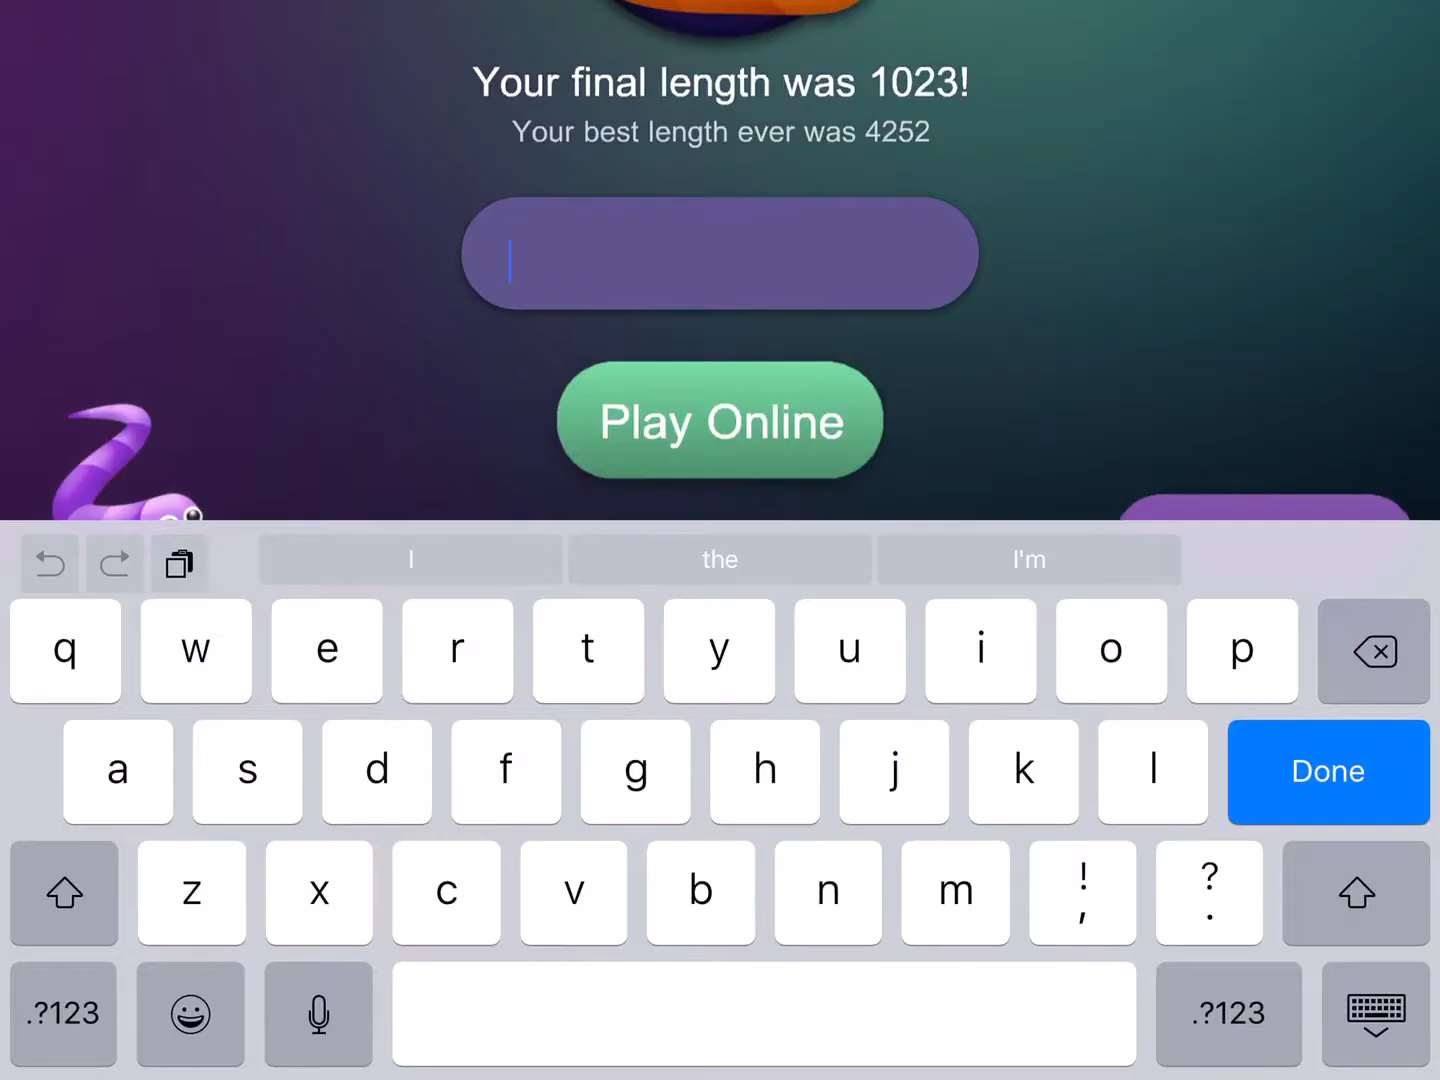 Your final length was 1023!
Your best length ever was 4252
Play Online
I the I'm
q w e r t y u i o p
a s d f g h j k l Done
z x c v b n m ! , ? .
.?123 .?123